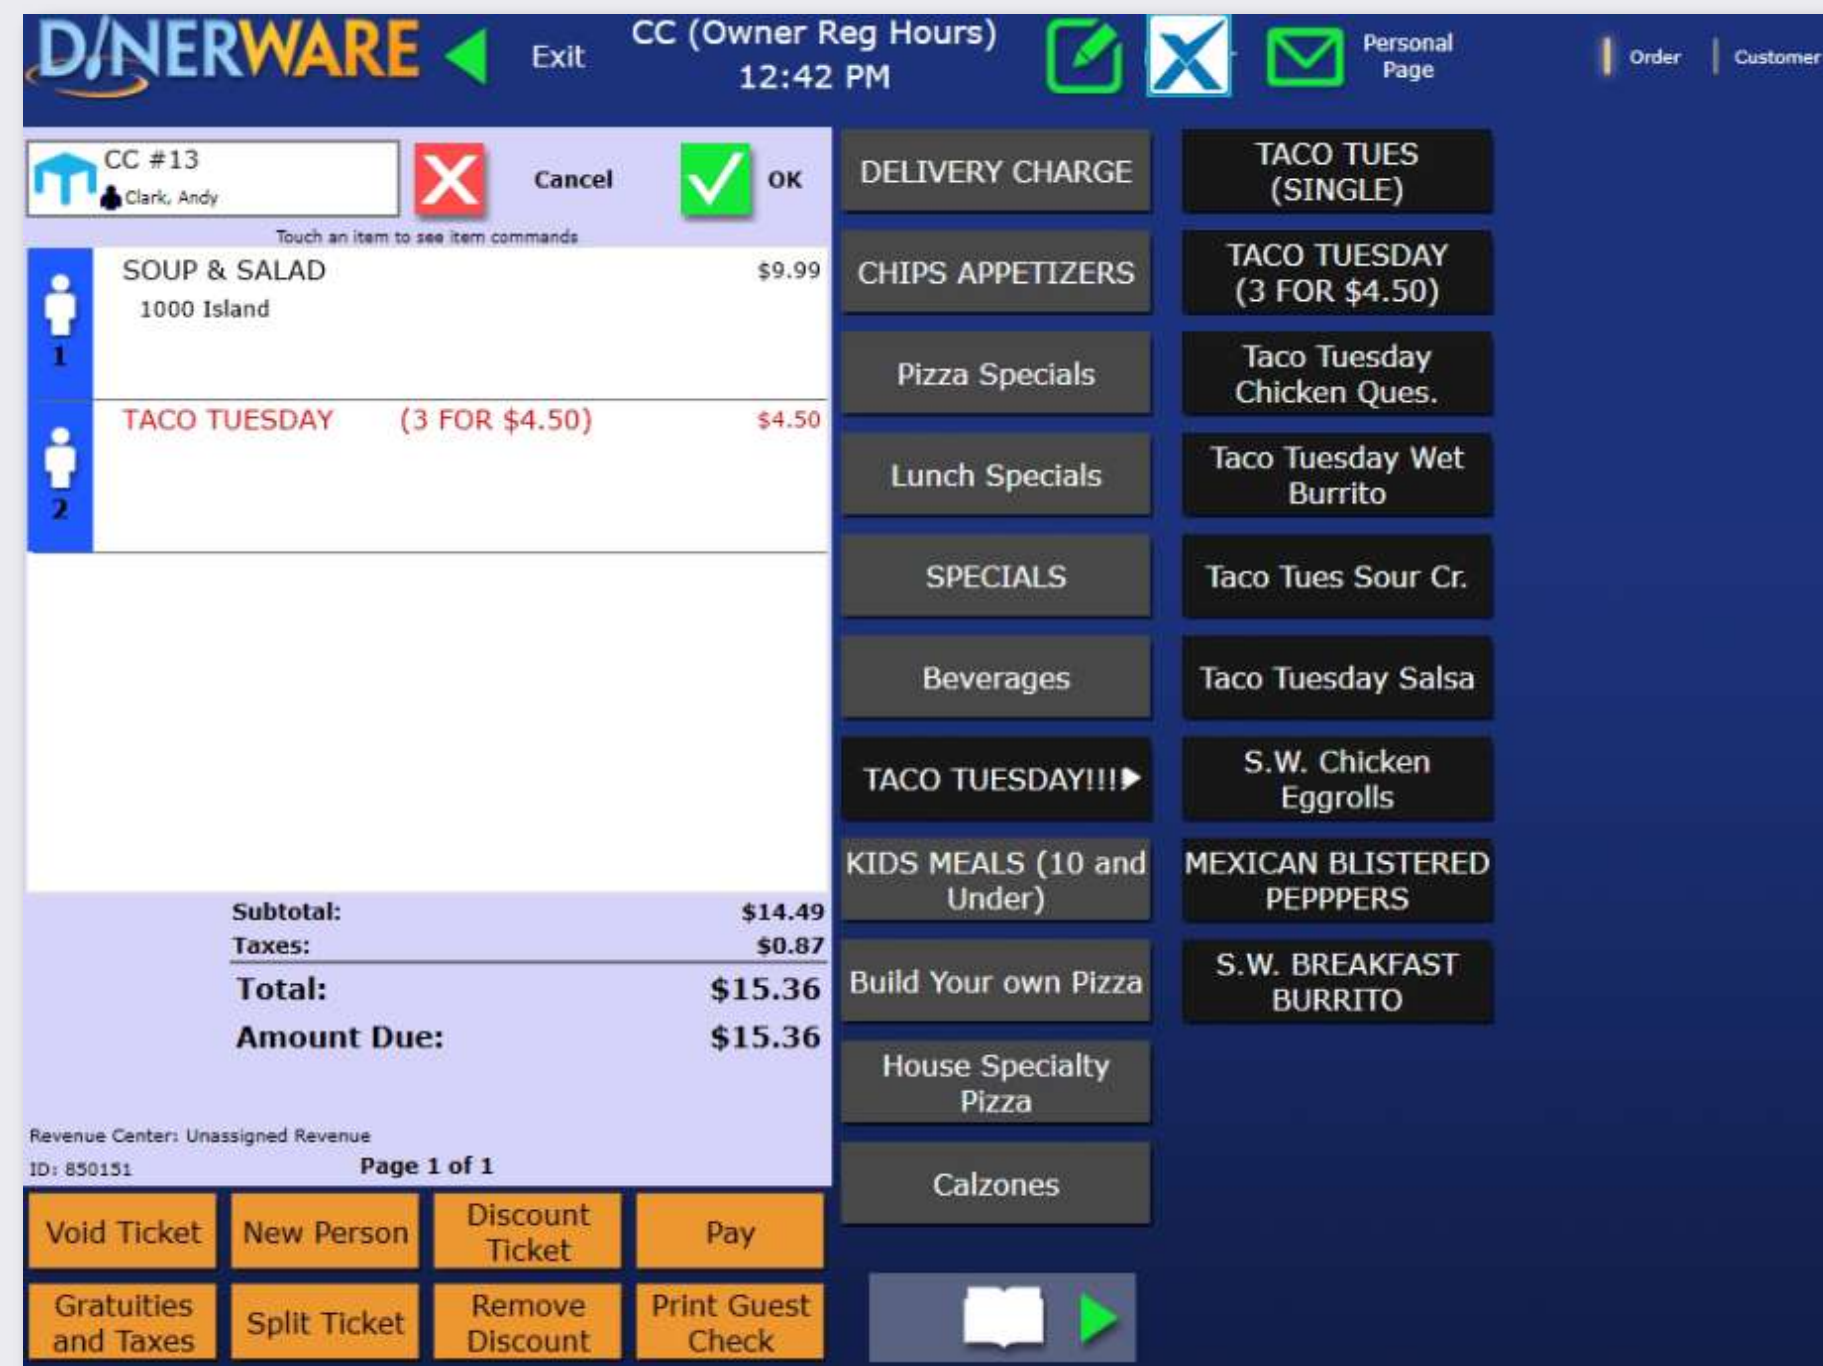 DINERWARE
Exit
CC (Owner Reg Hours)
12:42 PM
Personal
Page
Order
Customer
CC #13
Clark, Andy
Cancel
OK
Touch an item to see item commands
1
SOUP & SALAD $9.99
1000 Island
2
TACO TUESDAY (3 FOR $4.50) $4.50
Subtotal: $14.49
Taxes: $0.87
Total: $15.36
Amount Due: $15.36
Revenue Center: Unassigned Revenue
ID: 850151
Page 1 of 1
Void Ticket
New Person
Discount
Ticket
Pay
Gratuities
and Taxes
Split Ticket
Remove
Discount
Print Guest
Check
DELIVERY CHARGE
CHIPS APPETIZERS
Pizza Specials
Lunch Specials
SPECIALS
Beverages
TACO TUESDAY!!!
KIDS MEALS (10 and
Under)
Build Your own Pizza
House Specialty
Pizza
Calzones
TACO TUES
(SINGLE)
TACO TUESDAY
(3 FOR $4.50)
Taco Tuesday
Chicken Ques.
Taco Tuesday Wet
Burrito
Taco Tues Sour Cr.
Taco Tuesday Salsa
S.W. Chicken
Eggrolls
MEXICAN BLISTERED
PEPPPERS
S.W. BREAKFAST
BURRITO